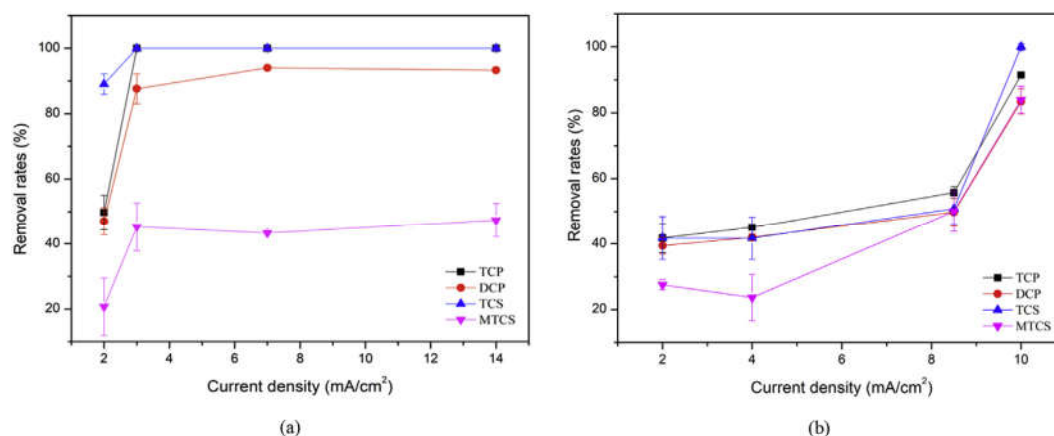 Removal rates (%)
100
80
60
40
20
2 4 6 8 10 12 14
Current density (mA/cm²)
TCP
DCP
TCS
MTCS
(a)
Removal rates (%)
100
80
60
40
20
2 4 6 8 10
Current density (mA/cm²)
TCP
DCP
TCS
MTCS
(b)